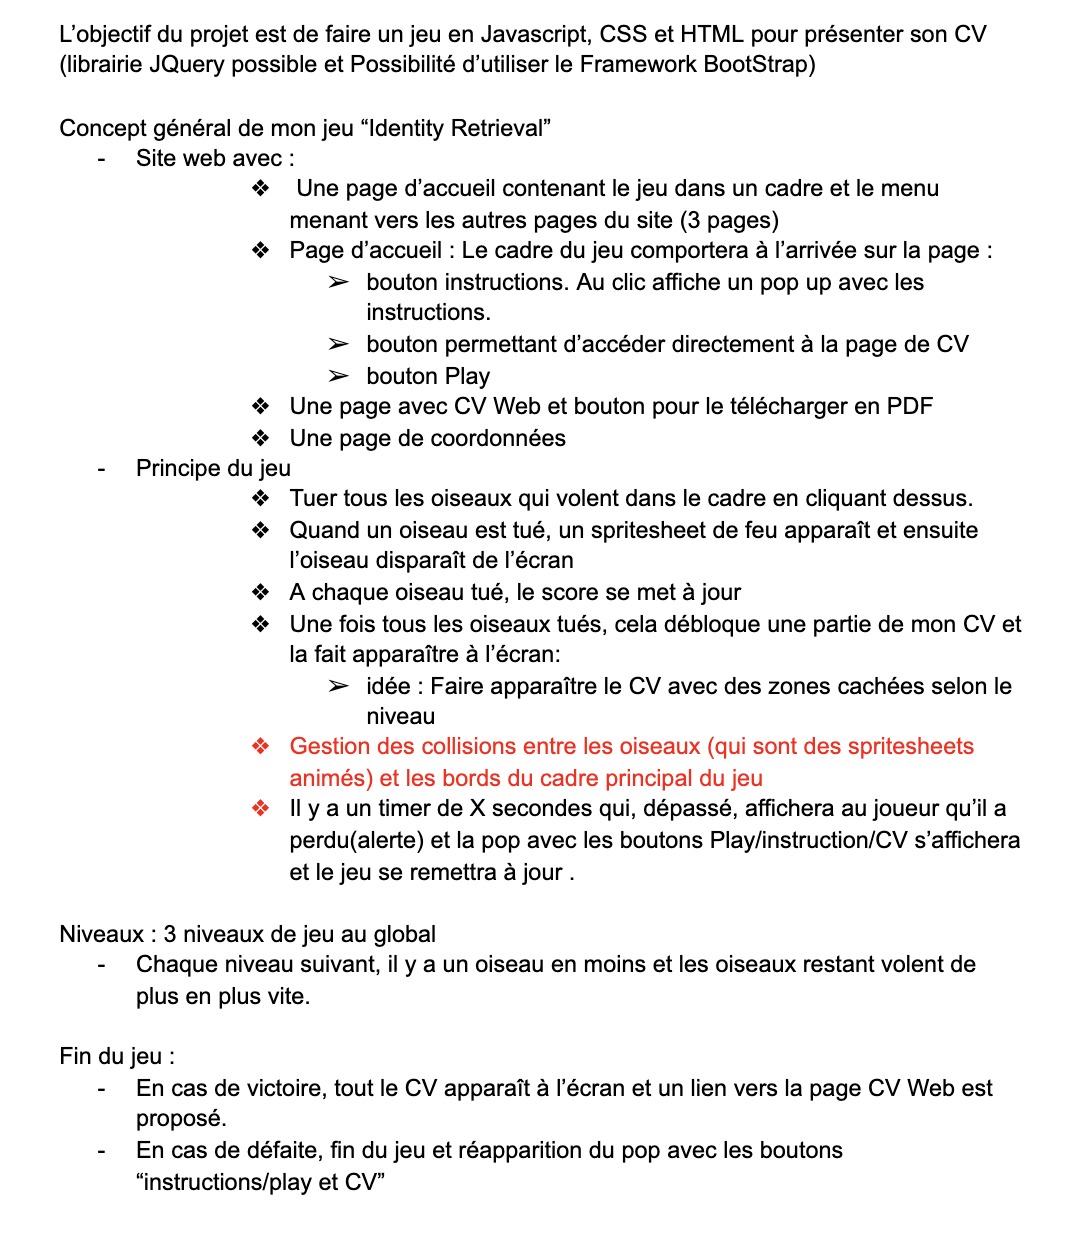 L’objectif du projet est de faire un jeu en Javascript, CSS et HTML pour présenter son CV
(librairie JQuery possible et Possibilité d’utiliser le Framework BootStrap)
Concept général de mon jeu “Identity Retrieval”
- Site web avec :
❖ Une page d’accueil contenant le jeu dans un cadre et le menu
menant vers les autres pages du site (3 pages)
❖ Page d’accueil : Le cadre du jeu comportera à l’arrivée sur la page :
➢ bouton instructions. Au clic affiche un pop up avec les
instructions.
➢ bouton permettant d’accéder directement à la page de CV
➢ bouton Play
❖ Une page avec CV Web et bouton pour le télécharger en PDF
❖ Une page de coordonnées
- Principe du jeu
❖ Tuer tous les oiseaux qui volent dans le cadre en cliquant dessus.
❖ Quand un oiseau est tué, un spritesheet de feu apparaît et ensuite
l’oiseau disparaît de l’écran
❖ A chaque oiseau tué, le score se met à jour
❖ Une fois tous les oiseaux tués, cela débloque une partie de mon CV et
la fait apparaître à l’écran:
➢ idée : Faire apparaître le CV avec des zones cachées selon le
niveau
❖ Gestion des collisions entre les oiseaux (qui sont des spritesheets
animés) et les bords du cadre principal du jeu
❖ Il y a un timer de X secondes qui, dépassé, affichera au joueur qu’il a
perdu(alerte) et la pop avec les boutons Play/instruction/CV s’affichera
et le jeu se remettra à jour .
Niveaux : 3 niveaux de jeu au global
- Chaque niveau suivant, il y a un oiseau en moins et les oiseaux restant volent de
plus en plus vite.
Fin du jeu :
- En cas de victoire, tout le CV apparaît à l’écran et un lien vers la page CV Web est
proposé.
- En cas de défaite, fin du jeu et réapparition du pop avec les boutons
“instructions/play et CV”